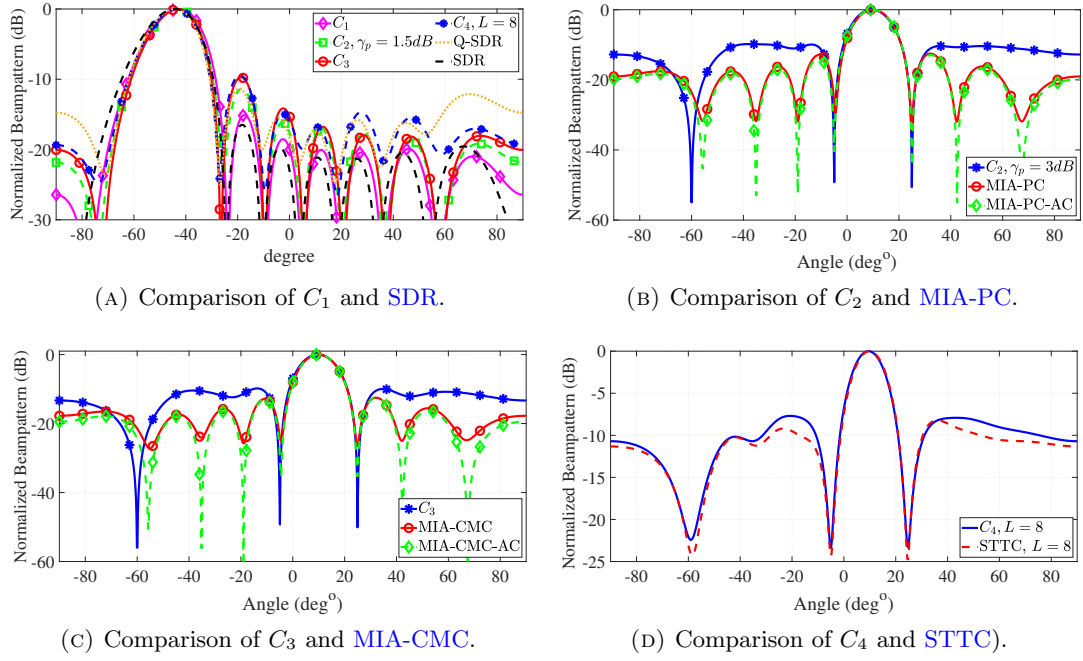 Normalized Beampattern (dB)
0
-10
-20
-30
-80 -60 -40 -20 0 20 40 60 80
degree
C₁
C₂, γₚ = 1.5dB
C₃
C₄, L = 8
Q-SDR
SDR
(A) Comparison of C₁ and SDR.
Normalized Beampattern (dB)
0
-20
-40
-60
-80 -60 -40 -20 0 20 40 60 80
Angle (degᵒ)
C₂, γₚ = 3dB
MIA-PC
MIA-PC-AC
(B) Comparison of C₂ and MIA-PC.
Normalized Beampattern (dB)
0
-20
-40
-60
-80 -60 -40 -20 0 20 40 60 80
Angle (degᵒ)
C₃
MIA-CMC
MIA-CMC-AC
(C) Comparison of C₃ and MIA-CMC.
Normalized Beampattern (dB)
0
-5
-10
-15
-20
-25
-80 -60 -40 -20 0 20 40 60 80
Angle (degᵒ)
C₄, L = 8
STTC, L = 8
(D) Comparison of C₄ and STTC).